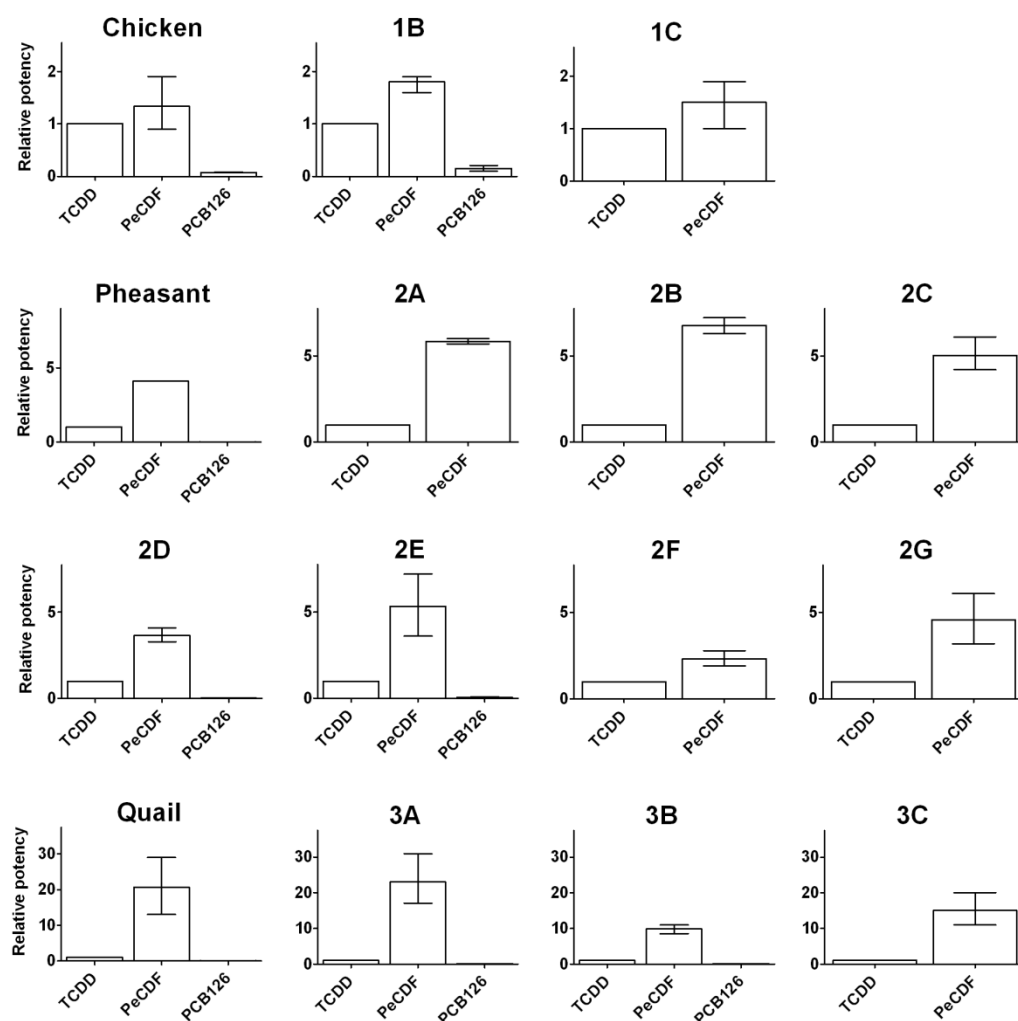 Chicken
1B
1C
Relative potency
2
1
0
TCDD
PeCDF
PCB126
2
1
0
TCDD
PeCDF
PCB126
2
1
0
TCDD
PeCDF
Pheasant
2A
2B
2C
Relative potency
5
0
TCDD
PeCDF
PCB126
5
0
TCDD
PeCDF
5
0
TCDD
PeCDF
5
0
TCDD
PeCDF
2D
2E
2F
2G
Relative potency
5
0
TCDD
PeCDF
PCB126
5
0
TCDD
PeCDF
PCB126
5
0
TCDD
PeCDF
5
0
TCDD
PeCDF
Quail
3A
3B
3C
Relative potency
30
20
10
0
TCDD
PeCDF
PCB126
30
20
10
0
TCDD
PeCDF
PCB126
30
20
10
0
TCDD
PeCDF
PCB126
30
20
10
0
TCDD
PeCDF